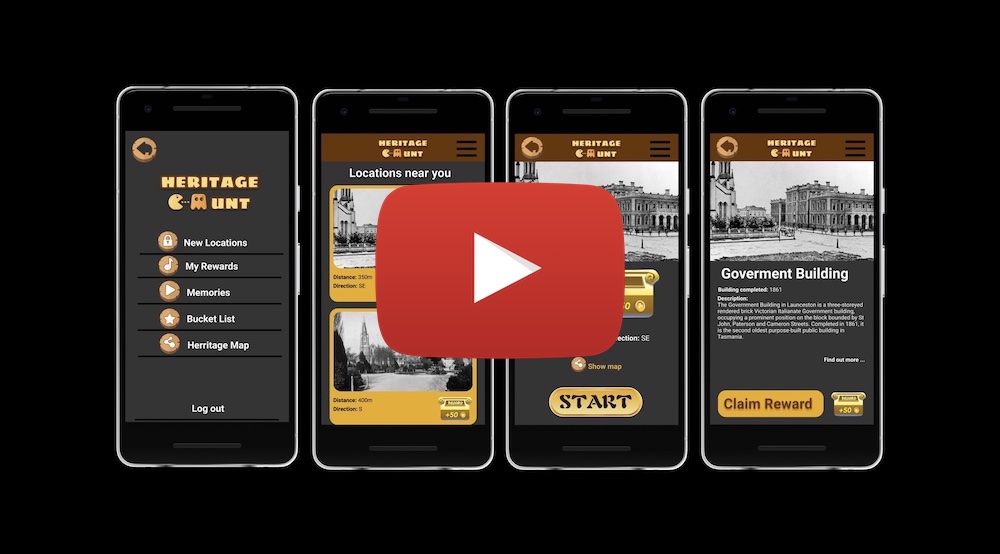 HERITAGE
UNT
New Locations
My Rewards
Memories
Bucket List
Herritage Map
Log out
HERITAGE
UNT
Locations near you
Distance: 350m
Direction: SE
Distance: 400m
Direction: S
+50
HERITAGE
UNT
50
ection: SE
Show map
START
HERITAGE
UNT
Goverment Building
Building completed: 1861
Description:
The Government Building in Launceston is a three-storeyed
rendered brick Victorian Italianate Government building,
occupying a prominent position on the block bounded by St
John, Paterson and Cameron Streets. Completed in 1861, it
is the second oldest purpose-built public building in
Tasmania.
Find out more ...
Claim Reward
+50